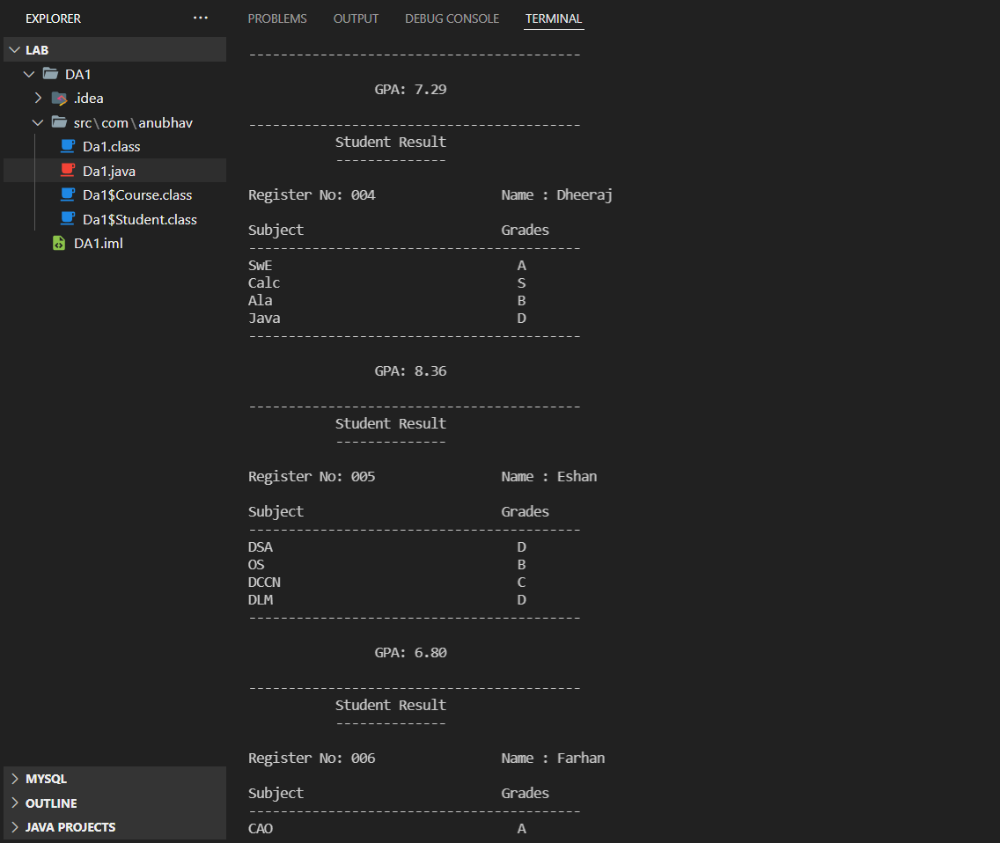 EXPLORER ...
LAB
DA1
.idea
src\com\anubhav
Da1.class
Da1.java
Da1$Course.class
Da1$Student.class
DA1.iml
MYSQL
OUTLINE
JAVA PROJECTS
PROBLEMS OUTPUT DEBUG CONSOLE TERMINAL
------------------------------------------
GPA: 7.29
------------------------------------------
Student Result
--------------
Register No: 004 Name : Dheeraj
Subject Grades
------------------------------------------
SwE A
Calc S
Ala B
Java D
------------------------------------------
GPA: 8.36
------------------------------------------
Student Result
--------------
Register No: 005 Name : Eshan
Subject Grades
------------------------------------------
DSA D
OS B
DCCN C
DLM D
------------------------------------------
GPA: 6.80
------------------------------------------
Student Result
--------------
Register No: 006 Name : Farhan
Subject Grades
------------------------------------------
CAO A